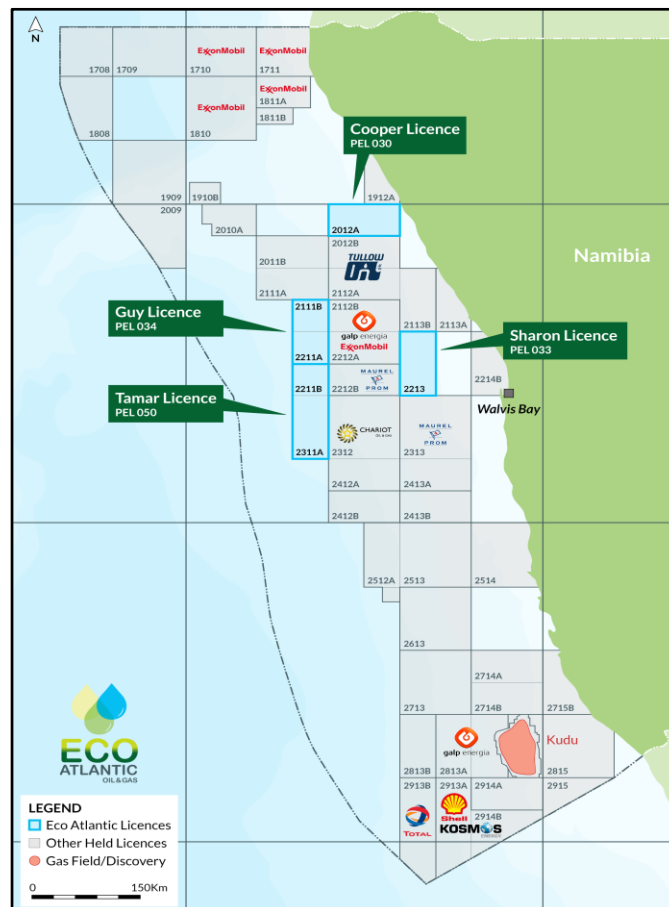 N
ExxonMobil
ExxonMobil
1708
1709
1710
1711
ExxonMobil
1811A
ExxonMobil
1811B
1808
1810
Cooper Licence
PEL 030
1909
1910B
1912A
2009
2010A
2012A
2012B
TULLOW
OIL
2011B
2111A
2112A
Namibia
Guy Licence
PEL 034
2111B
2112B
galp energia
ExxonMobil
2113B
2113A
2211A
2212A
Sharon Licence
PEL 033
Tamar Licence
PEL 050
2211B
2212B
MAUREL
PROM
2213
2214B
Walvis Bay
CHARIOT
OIL & GAS
MAUREL
PROM
2311A
2312
2313
2412A
2413A
2412B
2413B
2512A
2513
2514
2613
2714A
2713
2714B
2715B
galp energia
Kudu
2813B
2813A
2815
2913B
2913A
2914A
2915
TOTAL
Shell
KOSMOS
ENERGY
2914B
ECO
ATLANTIC
OIL&GAS
LEGEND
Eco Atlantic Licences
Other Held Licences
Gas Field/Discovery
0
150Km